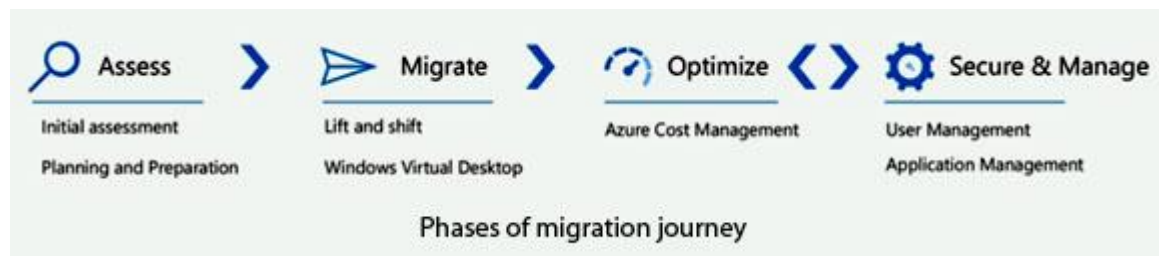 Assess
Migrate
Optimize
Secure & Manage
Initial assessment
Planning and Preparation
Lift and shift
Windows Virtual Desktop
Azure Cost Management
User Management
Application Management
Phases of migration journey